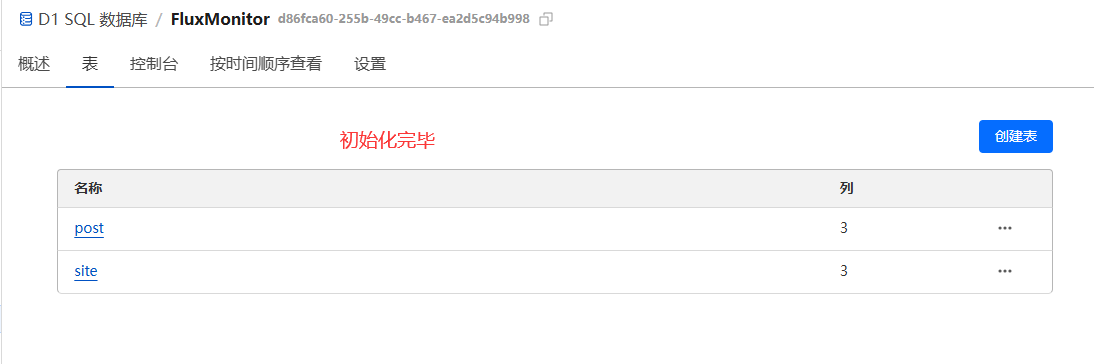 D1 SQL 数据库 / FluxMonitor d86fca60-255b-49cc-b467-ea2d5c94b998
概述 表 控制台 按时间顺序查看 设置
初始化完毕 创建表
名称 列
post 3
site 3